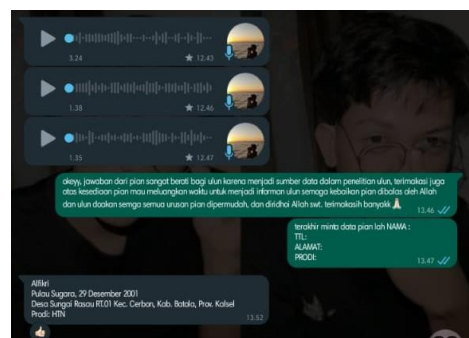 3.24 12.43
1.38 12.46
1.35 12.47
okeyy, jawaban dari pian sangat berati bagi ulun karena menjadi sumber data dalam penelitian ulun, terimakasi juga
atas kesediaan pian mau meluangkan waktu untuk menjadi informan ulun semoga kebaikan pian dibalas oleh Allah
dan ulun doakan semga semua urusan pian dipermudah, dan diridhai Allah swt. terimakasih banyakk 🙏🏻
13.46
terakhir minta data pian lah NAMA :
TTL:
ALAMAT:
PRODI:
13.47
Alfikri
Pulau Sugara, 29 Desember 2001
Desa Sungai Rasau RT.01 Kec. Cerbon, Kab. Batola, Prov. Kalsel
Prodi: HTN
13.52